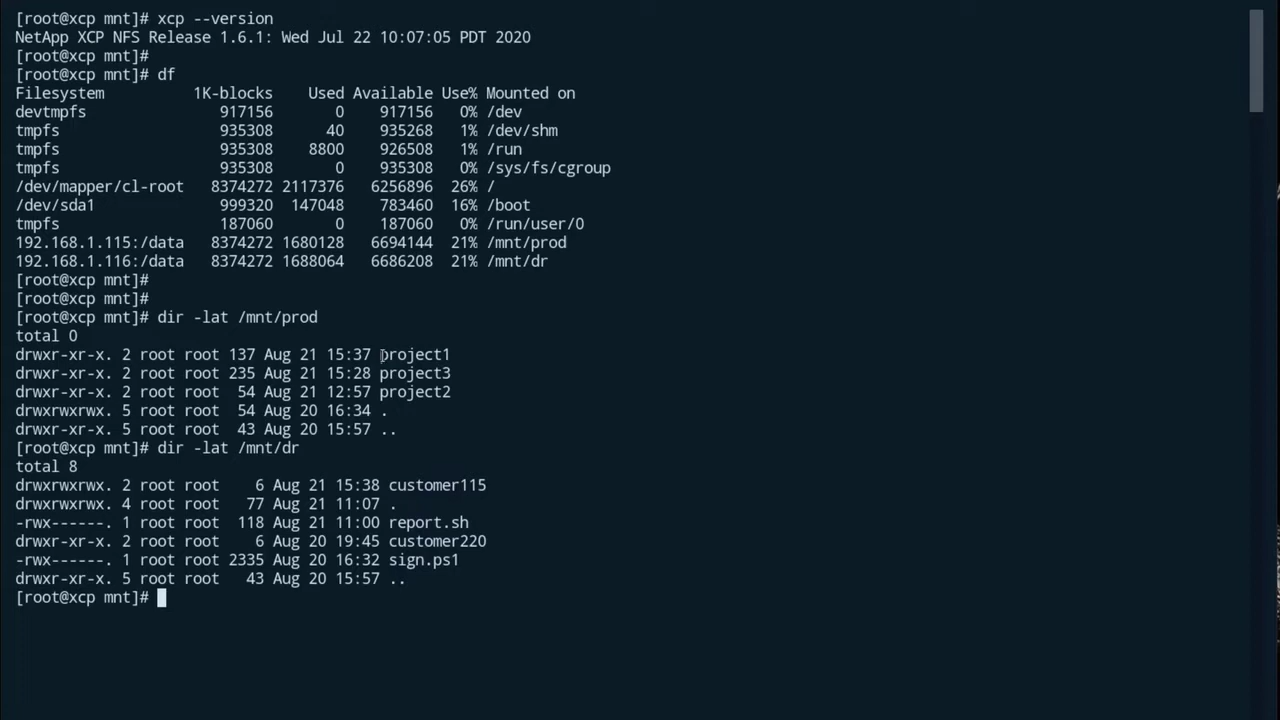 [root@xcp mnt]# xcp --version
NetApp XCP NFS Release 1.6.1: Wed Jul 22 10:07:05 PDT 2020
[root@xcp mnt]#
[root@xcp mnt]# df
Filesystem          1K-blocks    Used Available Use% Mounted on
devtmpfs               917156       0    917156   0% /dev
tmpfs                  935308      40    935268   1% /dev/shm
tmpfs                  935308    8800    926508   1% /run
tmpfs                  935308       0    935308   0% /sys/fs/cgroup
/dev/mapper/cl-root   8374272 2117376   6256896  26% /
/dev/sda1              999320  147048    783460  16% /boot
tmpfs                  187060       0    187060   0% /run/user/0
192.168.1.115:/data   8374272 1680128   6694144  21% /mnt/prod
192.168.1.116:/data   8374272 1688064   6686208  21% /mnt/dr
[root@xcp mnt]#
[root@xcp mnt]#
[root@xcp mnt]# dir -lat /mnt/prod
total 0
drwxr-xr-x. 2 root root 137 Aug 21 15:37 project1
drwxr-xr-x. 2 root root 235 Aug 21 15:28 project3
drwxr-xr-x. 2 root root  54 Aug 21 12:57 project2
drwxrwxrwx. 5 root root  54 Aug 20 16:34 .
drwxr-xr-x. 5 root root  43 Aug 20 15:57 ..
[root@xcp mnt]# dir -lat /mnt/dr
total 8
drwxrwxrwx. 2 root root    6 Aug 21 15:38 customer115
drwxrwxrwx. 4 root root   77 Aug 21 11:07 .
-rwx------. 1 root root  118 Aug 21 11:00 report.sh
drwxr-xr-x. 2 root root    6 Aug 20 19:45 customer220
-rwx------. 1 root root 2335 Aug 20 16:32 sign.ps1
drwxr-xr-x. 5 root root   43 Aug 20 15:57 ..
[root@xcp mnt]#